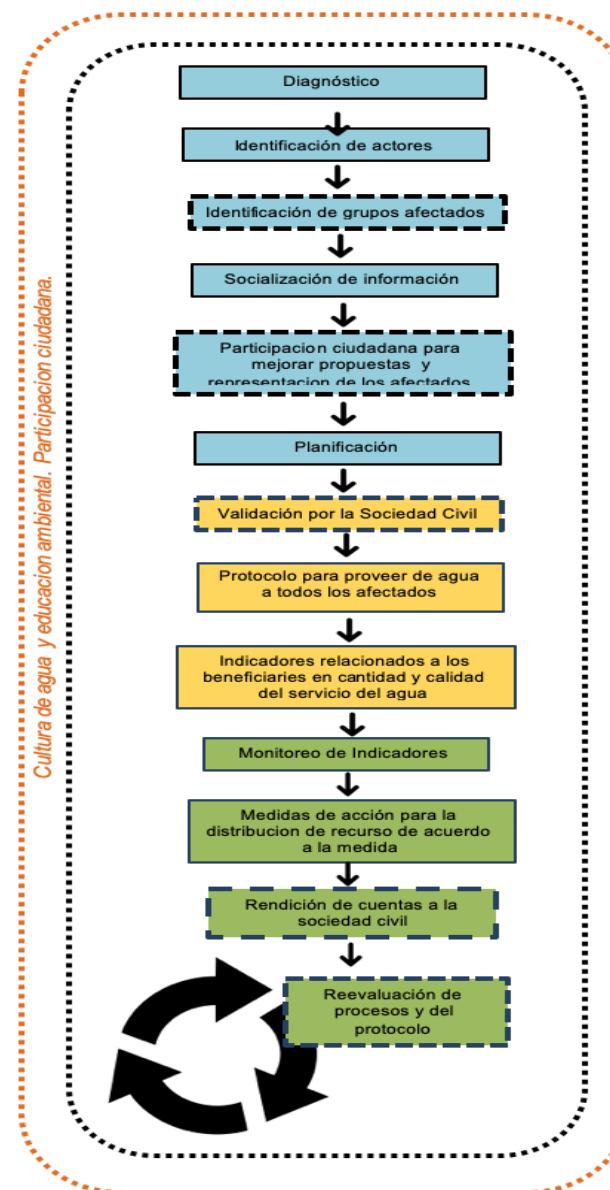 Cultura de agua y educacion ambiental. Participacion ciudadana.
Diagnóstico
Identificación de actores
Identificación de grupos afectados
Socialización de información
Participacion ciudadana para
mejorar propuestas y
representacion de los afectados
Planificación
Validación por la Sociedad Civil
Protocolo para proveer de agua
a todos los afectados
Indicadores relacionados a los
beneficiaries en cantidad y calidad
del servicio del agua
Monitoreo de Indicadores
Medidas de acción para la
distribucion de recurso de acuerdo
a la medida
Rendición de cuentas a la
sociedad civil
Reevaluación de
procesos y del
protocolo